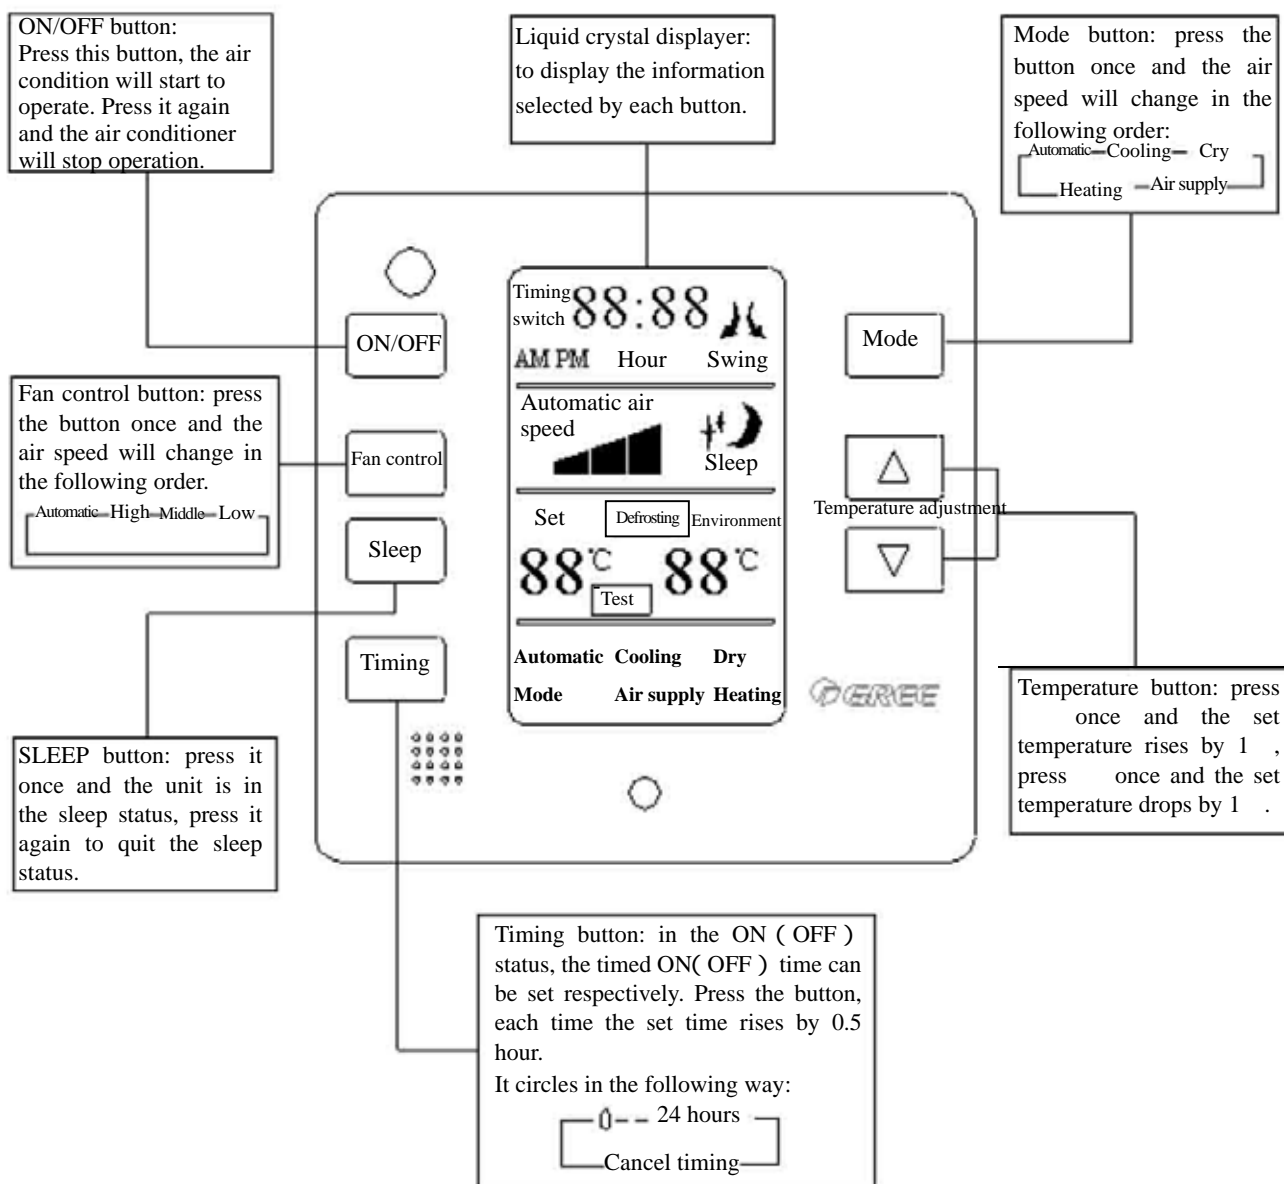 ON/OFF button:
Press this button, the air
condition will start to
operate. Press it again
and the air conditioner
will stop operation.
Liquid crystal displayer:
to display the information
selected by each button.
Mode button: press the
button once and the air
speed will change in the
following order:
Automatic Cooling Cry
Heating Air supply
Timing
switch 88:88
AM PM Hour Swing
ON/OFF
Mode
Fan control button: press
the button once and the
air speed will change in
the following order.
Automatic High Middle Low
Automatic air
speed
Sleep
Fan control
Sleep
Timing
Set Defrosting Environment
88°C 88°C
Test
Automatic Cooling Dry
Mode Air supply Heating
△
Temperature adjustment
▽
GREE
SLEEP button: press it
once and the unit is in
the sleep status, press it
again to quit the sleep
status.
Temperature button: press
once and the set
temperature rises by 1 ,
press once and the set
temperature drops by 1 .
Timing button: in the ON ( OFF )
status, the timed ON( OFF ) time can
be set respectively. Press the button,
each time the set time rises by 0.5
hour.
It circles in the following way:
0-- 24 hours
Cancel timing